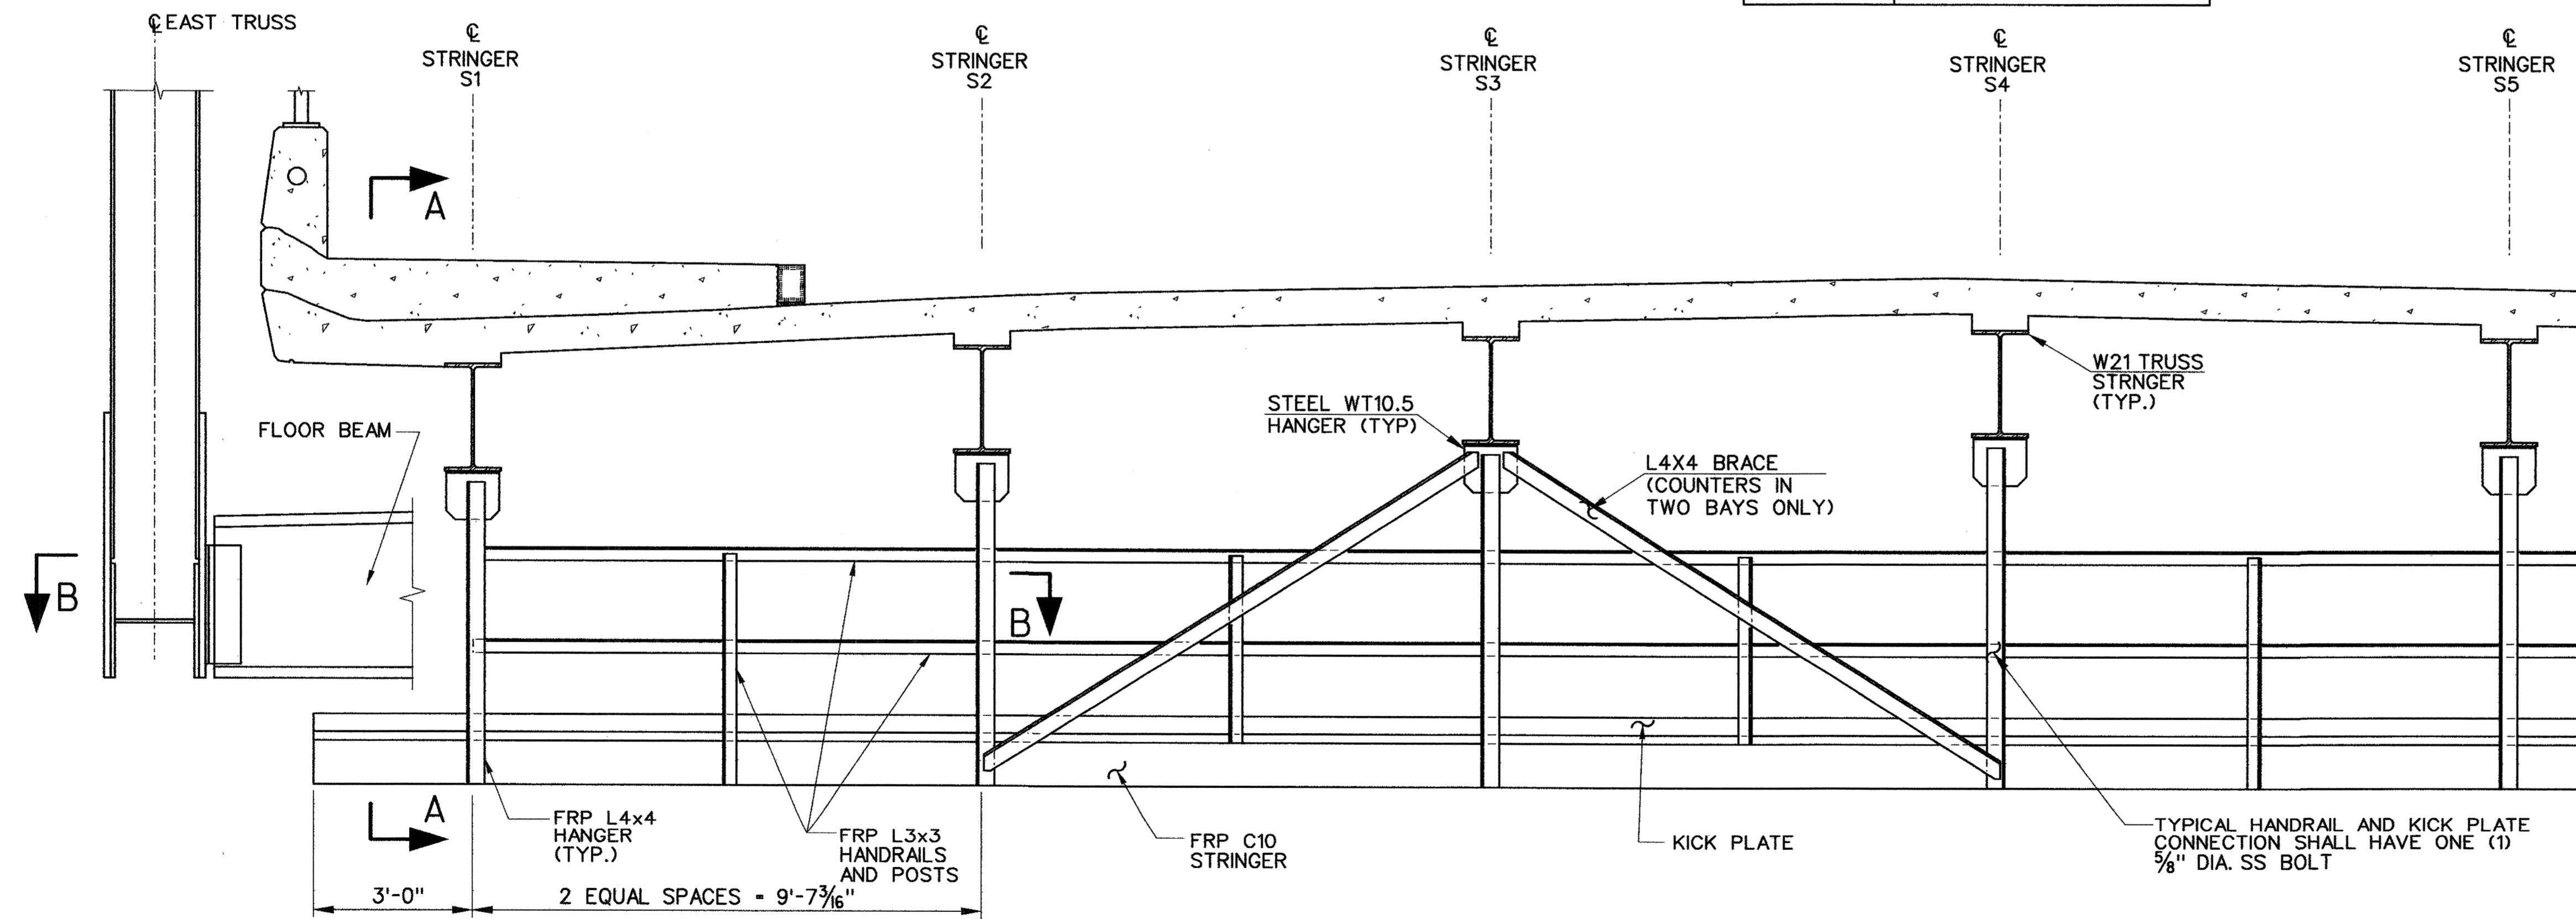 ℄ EAST TRUSS
℄
STRINGER
S1
℄
STRINGER
S2
℄
STRINGER
S3
℄
STRINGER
S4
℄
STRINGER
S5
A
W21 TRUSS
STRNGER
(TYP.)
STEEL WT10.5
HANGER (TYP)
FLOOR BEAM
L4X4 BRACE
(COUNTERS IN
TWO BAYS ONLY)
B
B
A
FRP L4x4
HANGER
(TYP.)
FRP L3x3
HANDRAILS
AND POSTS
FRP C10
STRINGER
KICK PLATE
TYPICAL HANDRAIL AND KICK PLATE
CONNECTION SHALL HAVE ONE (1)
5/8" DIA. SS BOLT
3'-0"
2 EQUAL SPACES = 9'-7 3/16"